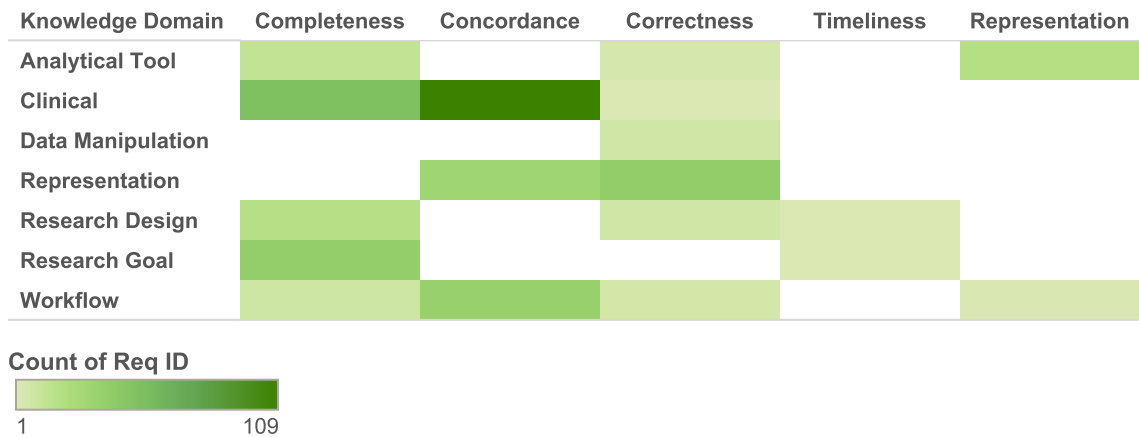 Knowledge Domain Completeness Concordance Correctness Timeliness Representation
Analytical Tool
Clinical
Data Manipulation
Representation
Research Design
Research Goal
Workflow
Count of Req ID
1 109